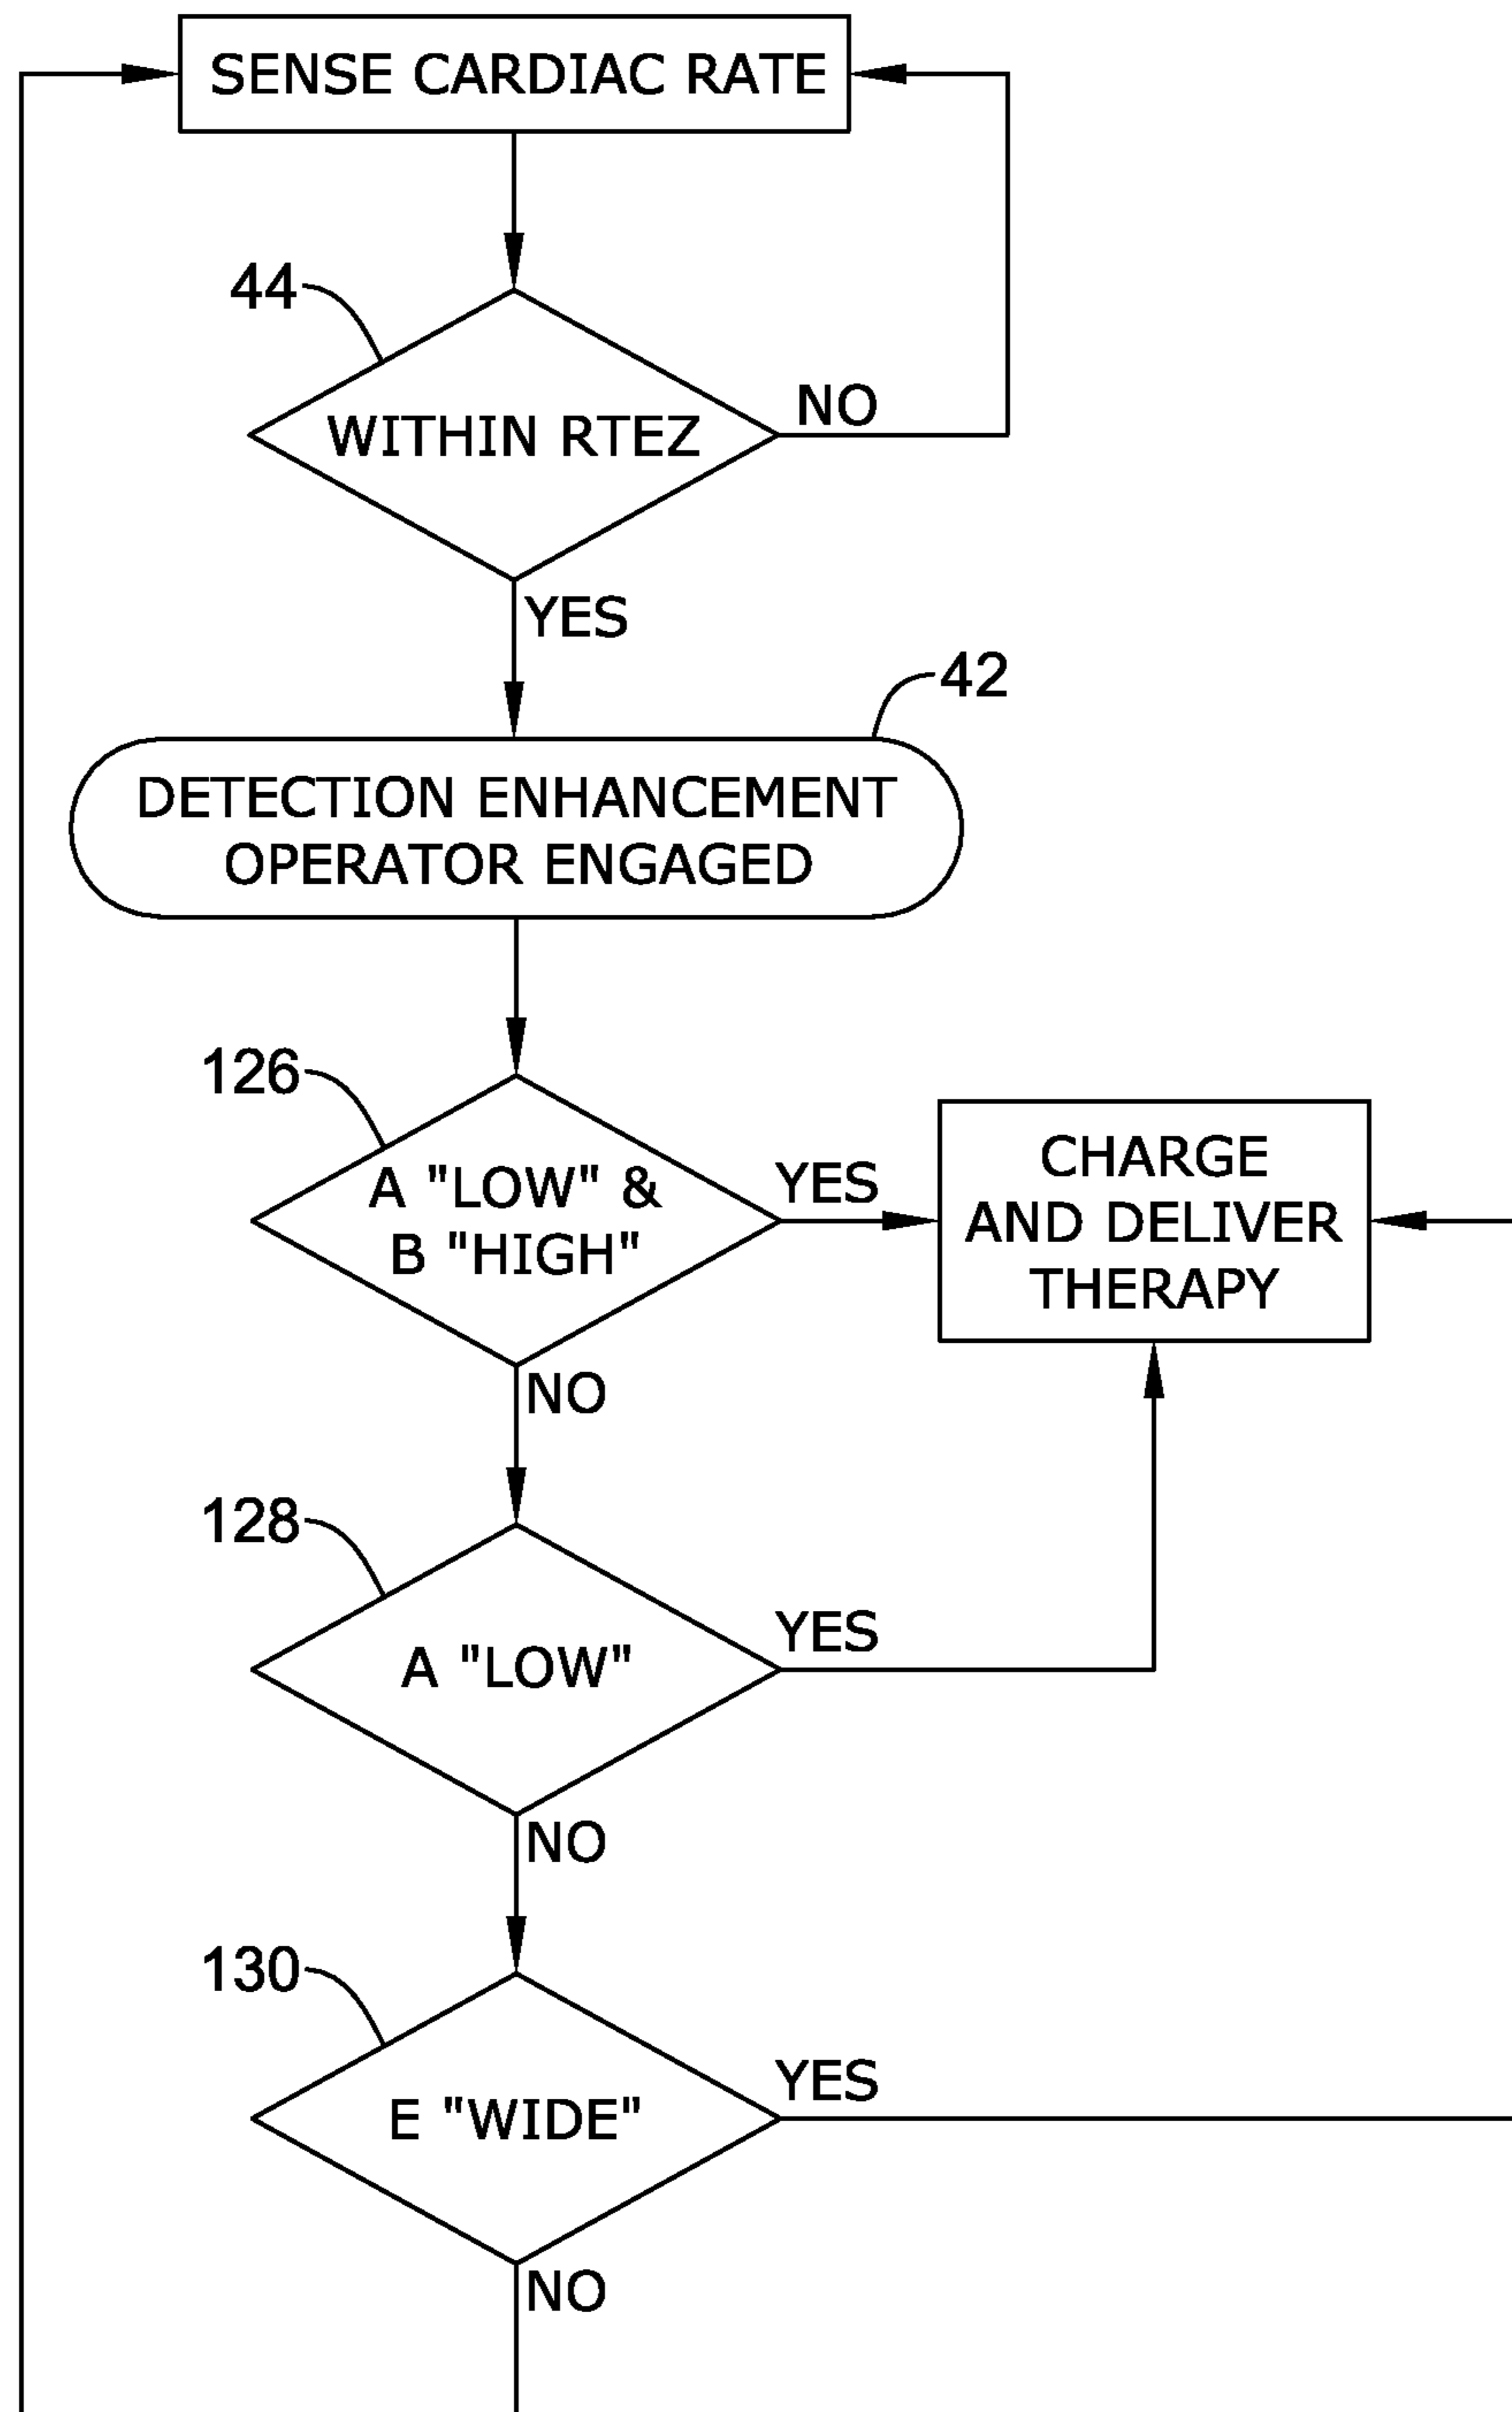 SENSE CARDIAC RATE
44
WITHIN RTEZ
NO
YES
42
DETECTION ENHANCEMENT
OPERATOR ENGAGED
126
A "LOW" &
B "HIGH"
YES
CHARGE
AND DELIVER
THERAPY
NO
128
A "LOW"
YES
NO
130
E "WIDE"
YES
NO